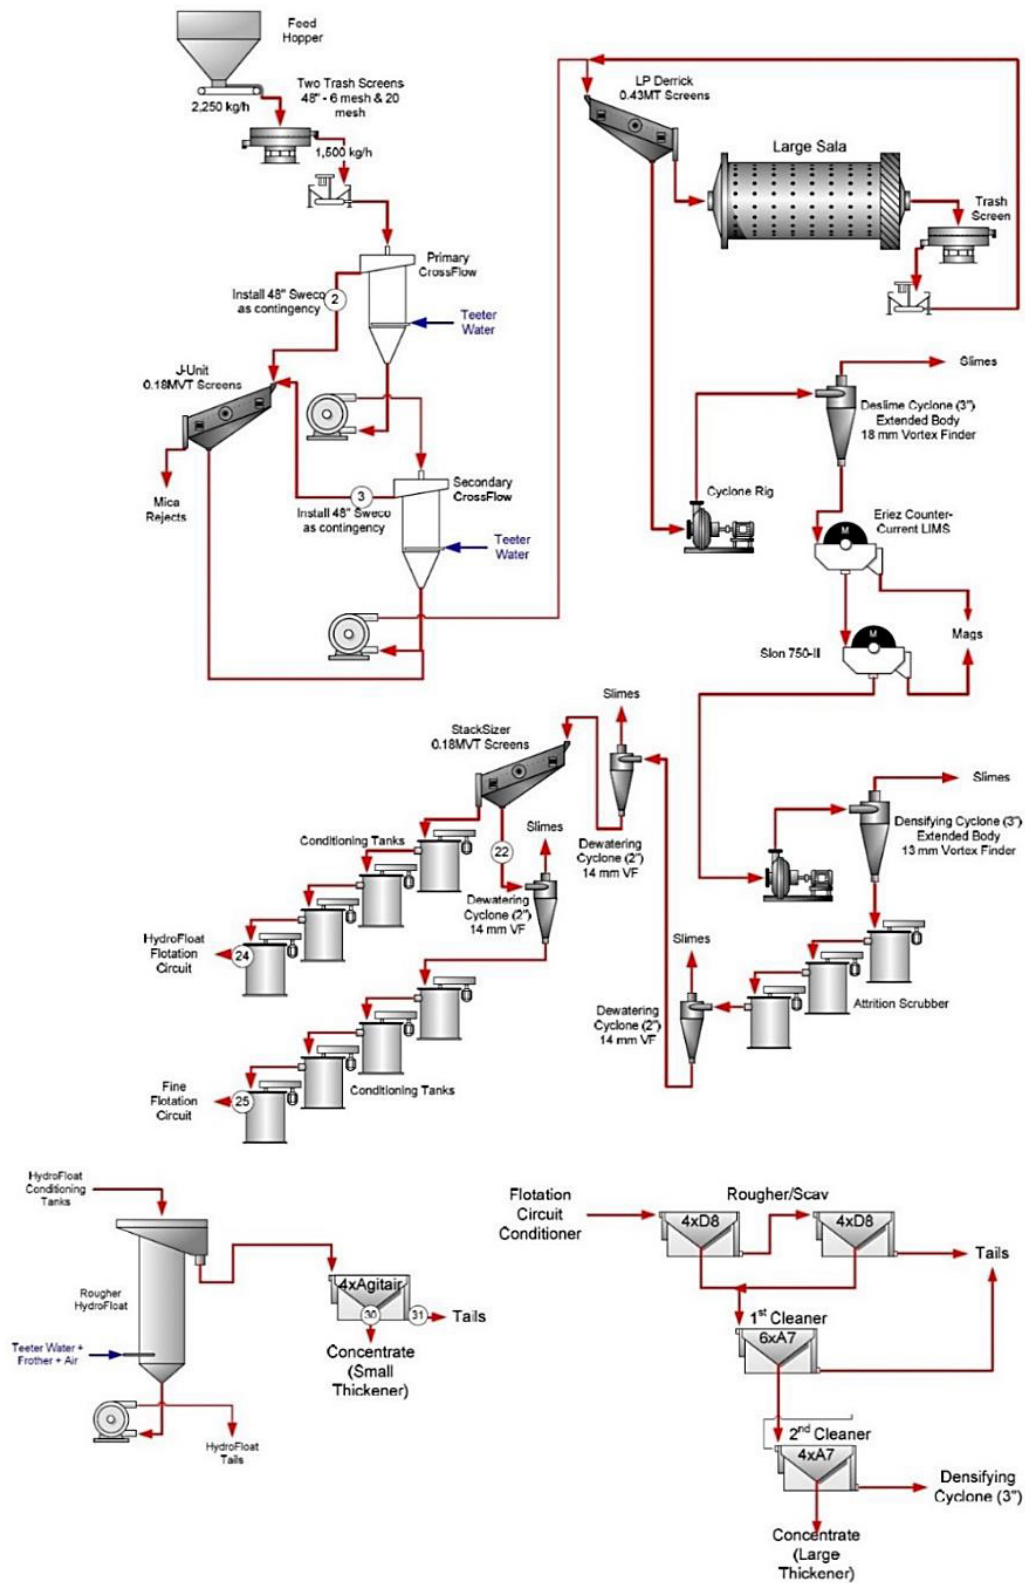 Feed
Hopper
2,250 kg/h
Two Trash Screens
48" - 6 mesh & 20
mesh
1,500 kg/h
Primary
CrossFlow
Install 48" Sweco
as contingency
2
Teeter
Water
J-Unit
0.18MVT Screens
Mica
Rejects
Secondary
CrossFlow
3
Install 48" Sweco
as contingency
Teeter
Water
LP Derrick
0.43MT Screens
Large Sala
Trash
Screen
Slimes
Deslime Cyclone (3")
Extended Body
18 mm Vortex Finder
Cyclone Rig
Eriez Counter-
Current LIMS
M
Mags
M
Slon 750-II
Slimes
StackSizer
0.18MVT Screens
Dewatering
Cyclone (2")
14 mm VF
Slimes
Densifying Cyclone (3")
Extended Body
13 mm Vortex Finder
Conditioning Tanks
22
Slimes
Dewatering
Cyclone (2")
14 mm VF
HydroFloat
Flotation
Circuit
24
Slimes
Dewatering
Cyclone (2")
14 mm VF
Attrition Scrubber
Fine
Flotation
Circuit
25
Conditioning Tanks
HydroFloat
Conditioning
Tanks
Rougher
HydroFloat
Teeter Water +
Frother + Air
HydroFloat
Tails
4xAgitair
30
31
Tails
Concentrate
(Small
Thickener)
Flotation
Circuit
Conditioner
Rougher/Scav
4xD8
4xD8
Tails
1st Cleaner
6xA7
2nd Cleaner
4xA7
Densifying
Cyclone (3")
Concentrate
(Large
Thickener)